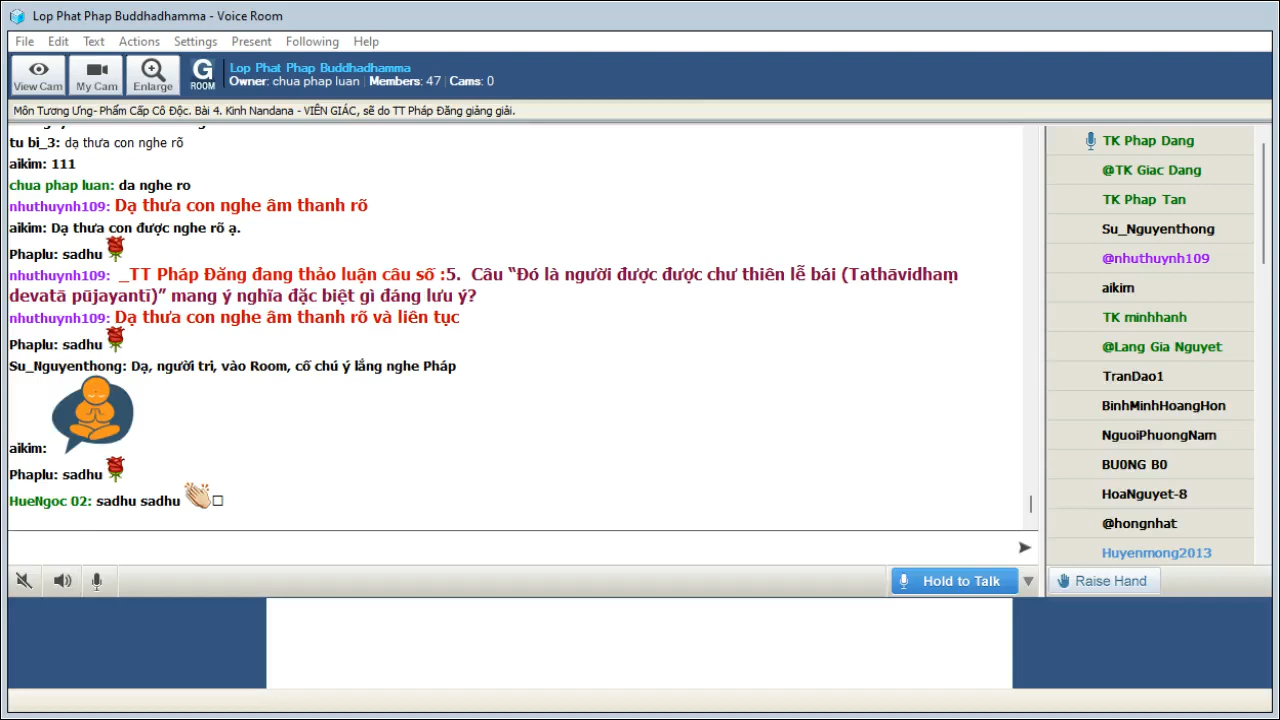 Lop Phat Phap Buddhadhamma - Voice Room
File Edit Text Actions Settings Present Following Help
View Cam
My Cam
Enlarge
G ROOM
Lop Phat Phap Buddhadhamma
Owner: chua phap luan | Members: 47 | Cams: 0
Môn Tương Ưng- Phẩm Cấp Cô Độc. Bài 4. Kinh Nandana - VIÊN GIÁC, sẽ do TT Pháp Đăng giảng giải.
tu bi_3: dạ thưa con nghe rõ
aikim: 111
chua phap luan: da nghe ro
nhuthuynh109: Dạ thưa con nghe âm thanh rõ
aikim: Dạ thưa con được nghe rõ ạ.
Phaplu: sadhu
nhuthuynh109: _TT Pháp Đăng đang thảo luận câu số :5. Câu “Đó là người được được chư thiên lễ bái (Tathāvidhaṃ
devatā pūjayantī)” mang ý nghĩa đặc biệt gì đáng lưu ý?
nhuthuynh109: Dạ thưa con nghe âm thanh rõ và liên tục
Phaplu: sadhu
Su_Nguyenthong: Dạ, người tri, vào Room, cố chú ý lắng nghe Pháp
aikim:
Phaplu: sadhu
HueNgoc 02: sadhu sadhu
TK Phap Dang
@TK Giac Dang
TK Phap Tan
Su_Nguyenthong
@nhuthuynh109
aikim
TK minhhanh
@Lang Gia Nguyet
TranDao1
BinhMinhHoangHon
NguoiPhuongNam
BU0NG B0
HoaNguyet-8
@hongnhat
Huyenmong2013
Hold to Talk
Raise Hand